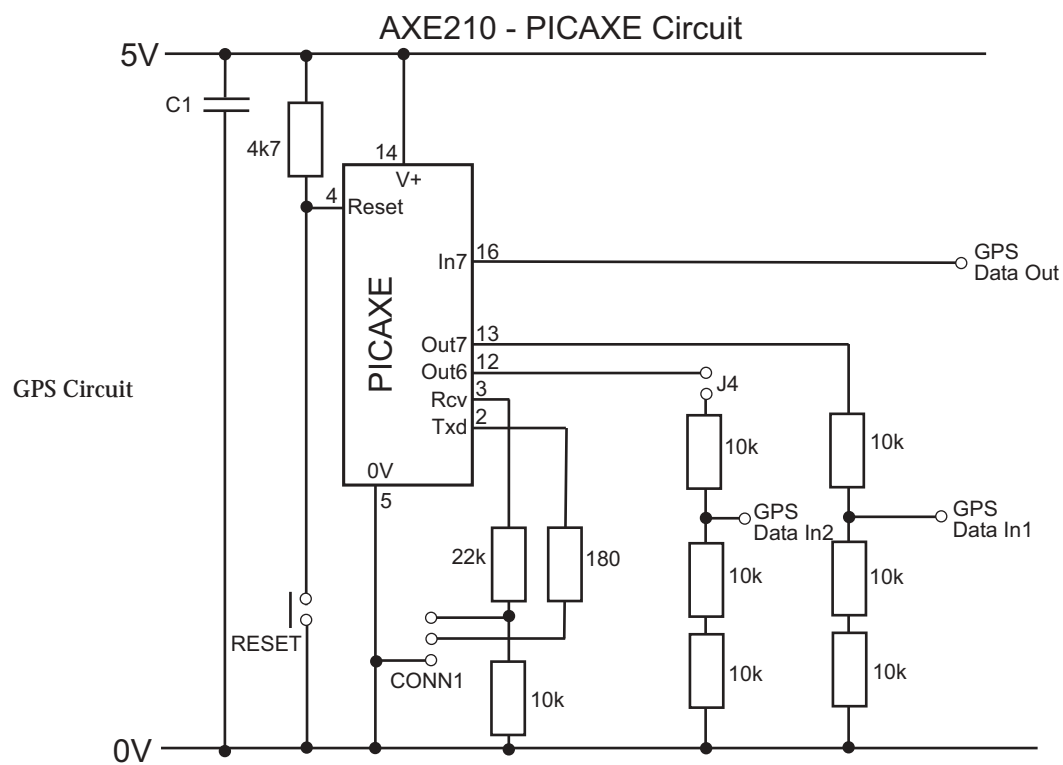 AXE210 - PICAXE Circuit
5V
C1
4k7
14
V+
4
Reset
In7
16
GPS
Data Out
PICAXE
Out7
13
Out6
12
J4
Rcv
3
Txd
2
GPS Circuit
10k
10k
0V
5
GPS
Data In2
GPS
Data In1
22k
180
10k
10k
RESET
CONN1
10k
10k
10k
0V